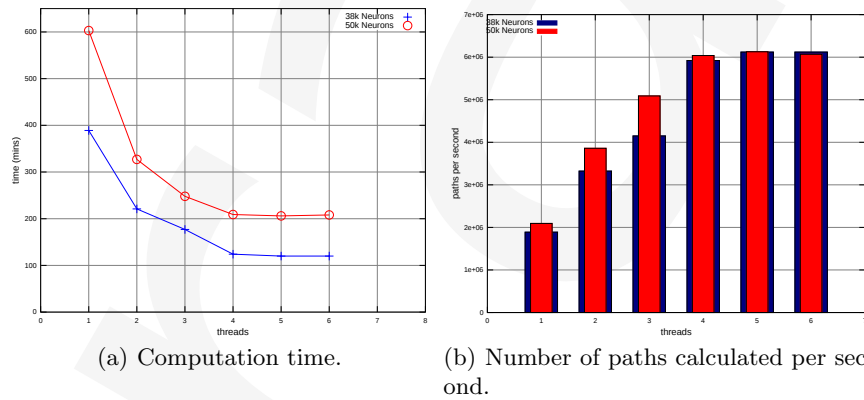 38k Neurons
50k Neurons
600
500
400
300
200
100
0
time (mins)
0 1 2 3 4 5 6 7 8
threads
(a) Computation time.
38k Neurons
50k Neurons
7e+06
6e+06
5e+06
4e+06
3e+06
2e+06
1e+06
paths per second
0 1 2 3 4 5 6 7
threads
(b) Number of paths calculated per sec-
ond.